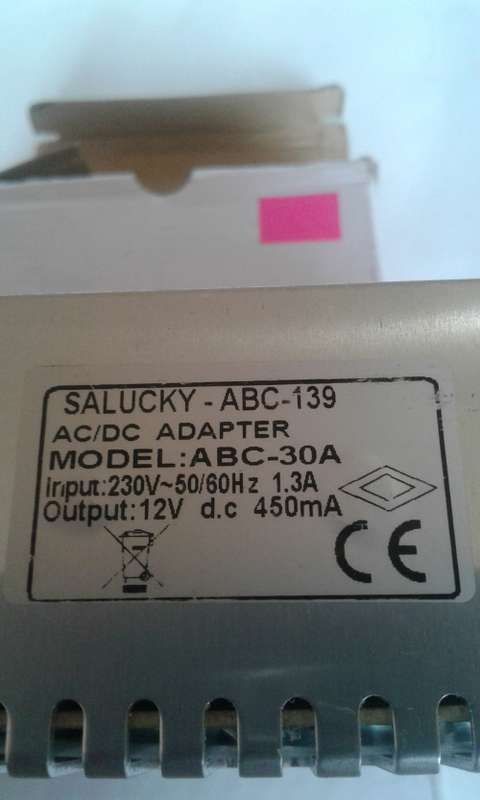 SALUCKY - ABC-139
AC/DC ADAPTER
MODEL:ABC-30A
Input:230V~50/60Hz 1.3A
Output:12V d.c 450mA
CE